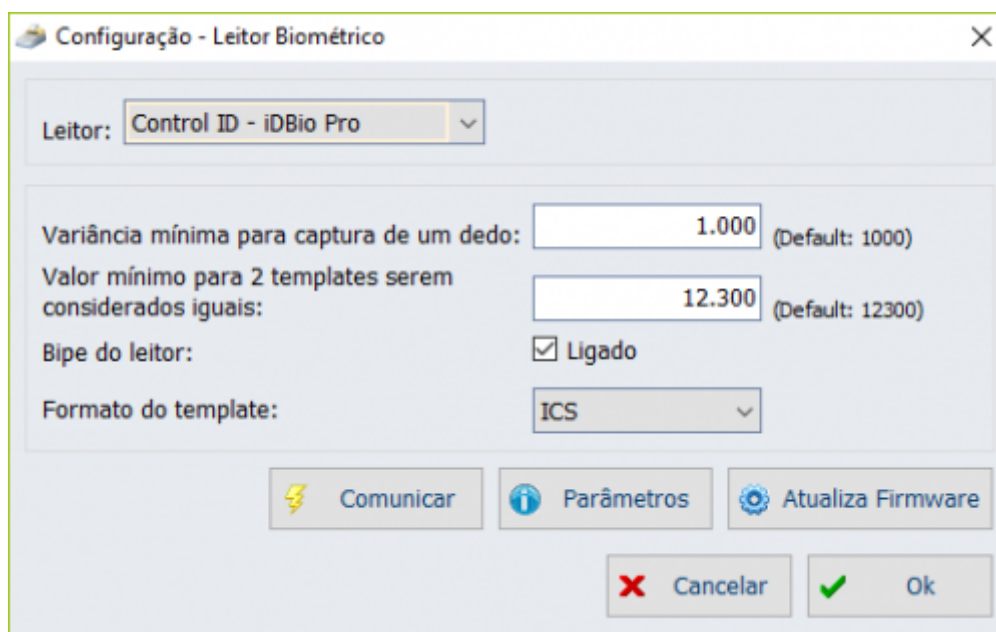 Configuração - Leitor Biométrico
Leitor: Control ID - iDBio Pro
Variância mínima para captura de um dedo: 1.000 (Default: 1000)
Valor mínimo para 2 templates serem
considerados iguais: 12.300 (Default: 12300)
Bipe do leitor: Ligado
Formato do template: ICS
Comunicar Parâmetros Atualiza Firmware
Cancelar Ok